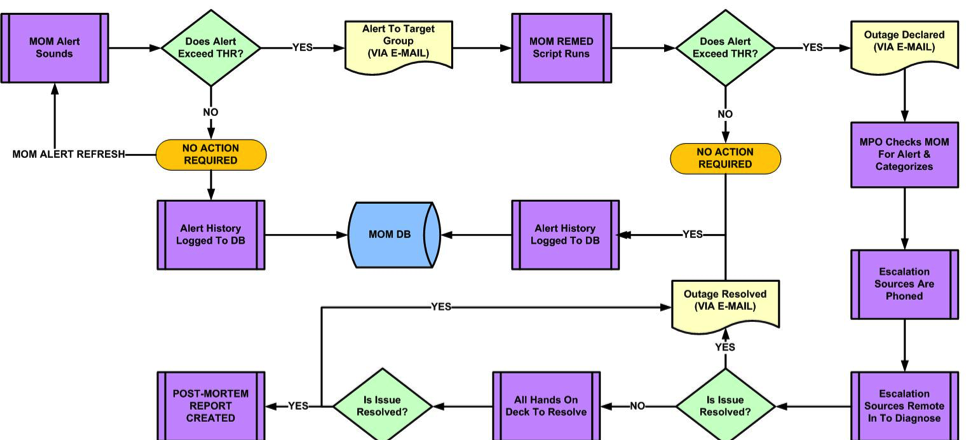 MOM Alert
Sounds
Does Alert
Exceed THR?
YES
Alert To Target
Group
(VIA E-MAIL)
MOM REMED
Script Runs
Does Alert
Exceed THR?
YES
Outage Declared
(VIA E-MAIL)
NO
NO
MOM ALERT REFRESH
NO ACTION
REQUIRED
NO ACTION
REQUIRED
MPO Checks MOM
For Alert &
Categorizes
Alert History
Logged To DB
MOM DB
Alert History
Logged To DB
YES
Escalation
Sources Are
Phoned
YES
Outage Resolved
(VIA E-MAIL)
YES
POST-MORTEM
REPORT
CREATED
YES
Is Issue
Resolved?
All Hands On
Deck To Resolve
NO
Is Issue
Resolved?
Escalation
Sources Remote
In To Diagnose